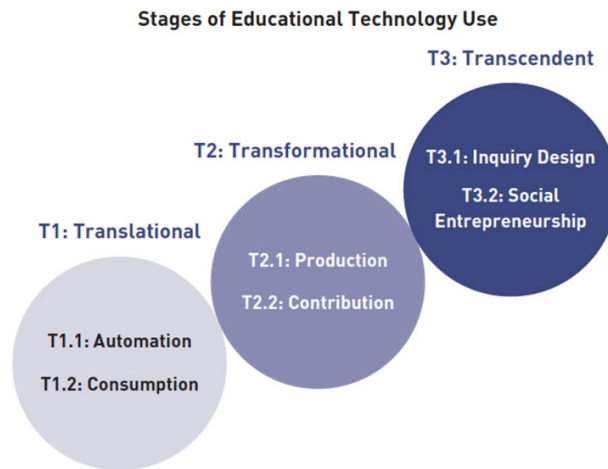 Stages of Educational Technology Use
T3: Transcendent
T3.1: Inquiry Design
T3.2: Social
Entrepreneurship
T2: Transformational
T2.1: Production
T2.2: Contribution
T1: Translational
T1.1: Automation
T1.2: Consumption